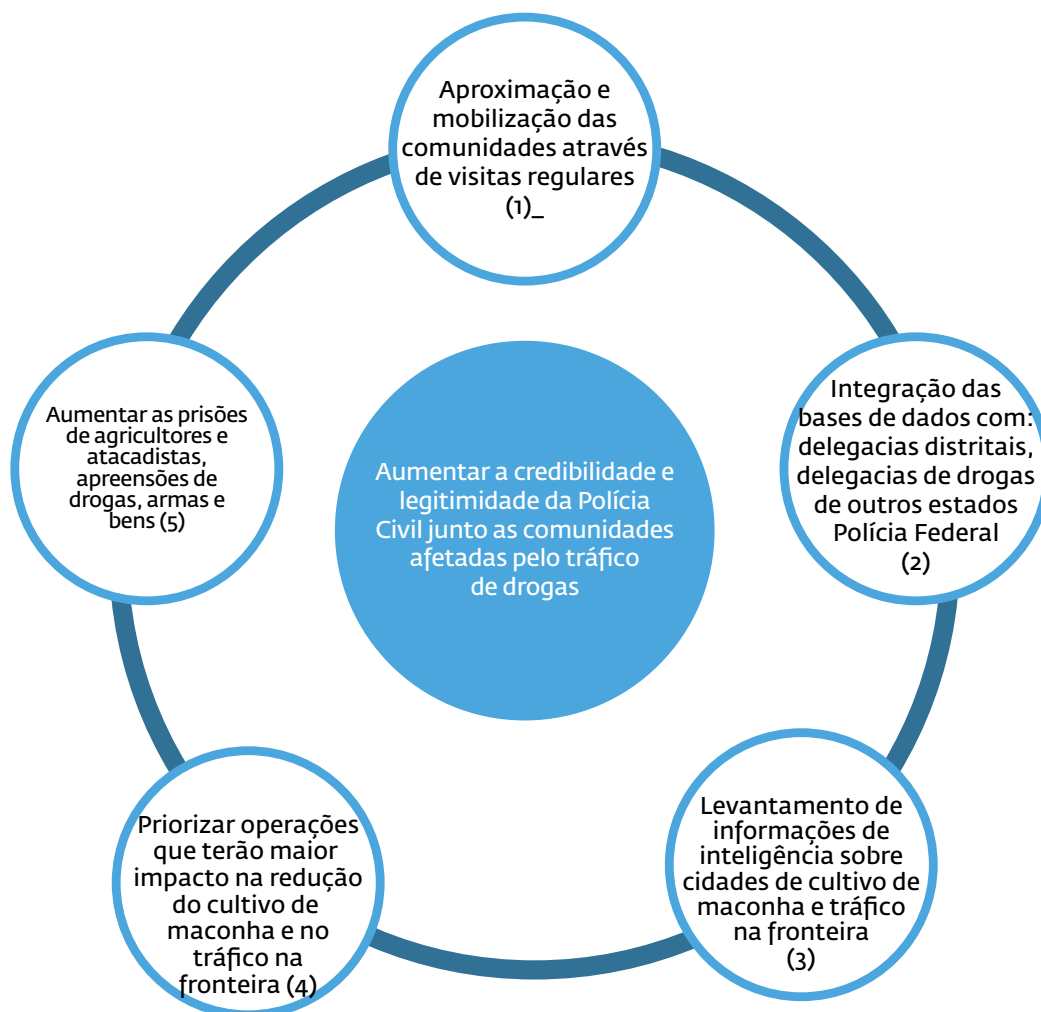 Aproximação e
mobilização das
comunidades através
de visitas regulares
(1)_
Integração das
bases de dados com:
delegacias distritais,
delegacias de drogas
de outros estados
Polícia Federal
(2)
Levantamento de
informações de
inteligência sobre
cidades de cultivo de
maconha e tráfico
na fronteira
(3)
Priorizar operações
que terão maior
impacto na redução
do cultivo de
maconha e no
tráfico na
fronteira (4)
Aumentar as prisões
de agricultores e
atacadistas,
apreensões de
drogas, armas e
bens (5)
Aumentar a credibilidade e
legitimidade da Polícia
Civil junto as comunidades
afetadas pelo tráfico
de drogas